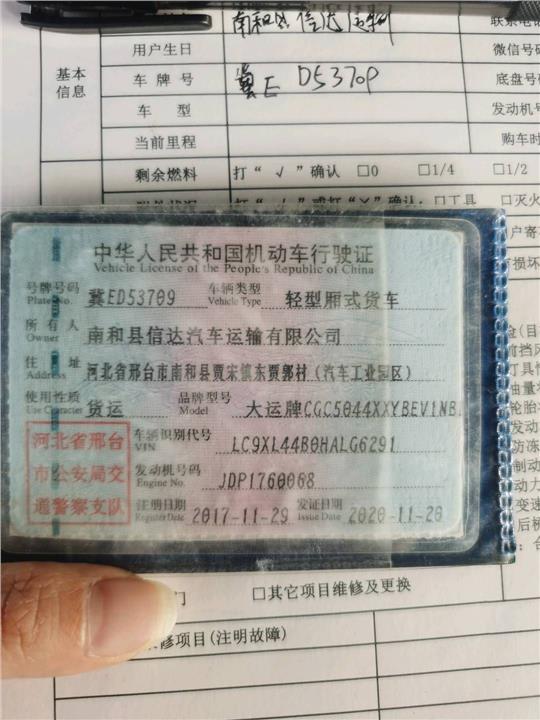 南和县信达运输
联系电话
用户生日
微信号码
基本
信息
车牌号 冀E D5370P
底盘号
车 型
发动机号
当前里程
购车时
剩余燃料 打“√”确认 □0 □1/4 □1/2
中华人民共和国机动车行驶证
Vehicle License of the People's Republic of China
号牌号码 冀ED53709 车辆类型 轻型厢式货车
Plate No. Vehicle Type
所有人 南和县信达汽车运输有限公司
Owner
住 址 河北省邢台市南和县贾宋镇东贾郭村(汽车工业园区)
Address
使用性质 货运 品牌型号 大运牌CGC5044XXYBEV1NB
Use Character Model
河北省邢台
市公安局交
通警察支队
车辆识别代号 LC9XL44B0HALG6291
VIN
发动机号码 JDP1760068
Engine No.
注册日期 2017-11-29 发证日期 2020-11-20
Register Date Issue Date
□其它项目维修及更换
修项目(注明故障)